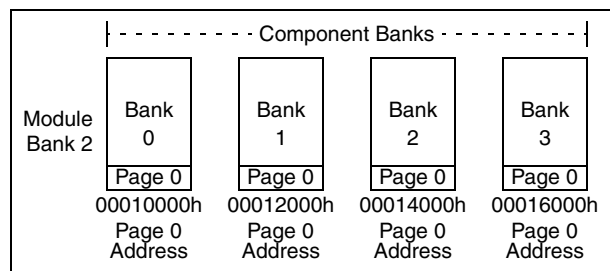 Component Banks
Module
Bank 2
Bank
0
Bank
1
Bank
2
Bank
3
Page 0 Page 0 Page 0 Page 0
00010000h 00012000h 00014000h 00016000h
Page 0 Page 0 Page 0 Page 0
Address Address Address Address